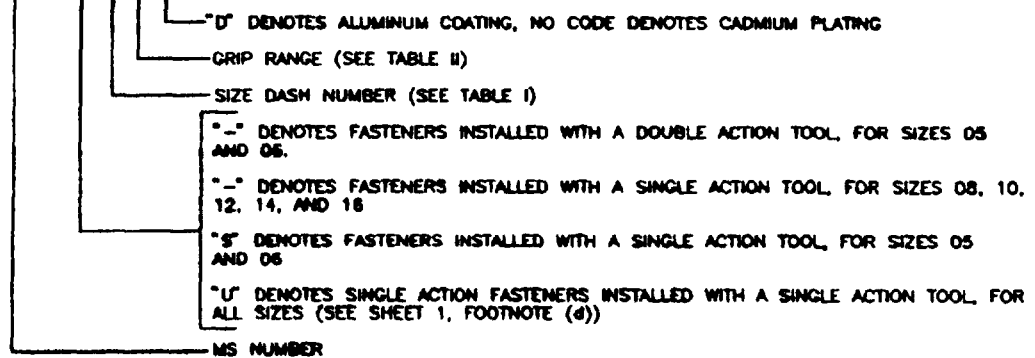 "D" DENOTES ALUMINUM COATING, NO CODE DENOTES CADMIUM PLATING
GRIP RANGE (SEE TABLE II)
SIZE DASH NUMBER (SEE TABLE I)
"-" DENOTES FASTENERS INSTALLED WITH A DOUBLE ACTION TOOL, FOR SIZES 05
AND 06.
"-" DENOTES FASTENERS INSTALLED WITH A SINGLE ACTION TOOL, FOR SIZES 08, 10,
12, 14, AND 16
"S" DENOTES FASTENERS INSTALLED WITH A SINGLE ACTION TOOL, FOR SIZES 05
AND 06
"U" DENOTES SINGLE ACTION FASTENERS INSTALLED WITH A SINGLE ACTION TOOL, FOR
ALL SIZES (SEE SHEET 1, FOOTNOTE (d))
MS NUMBER